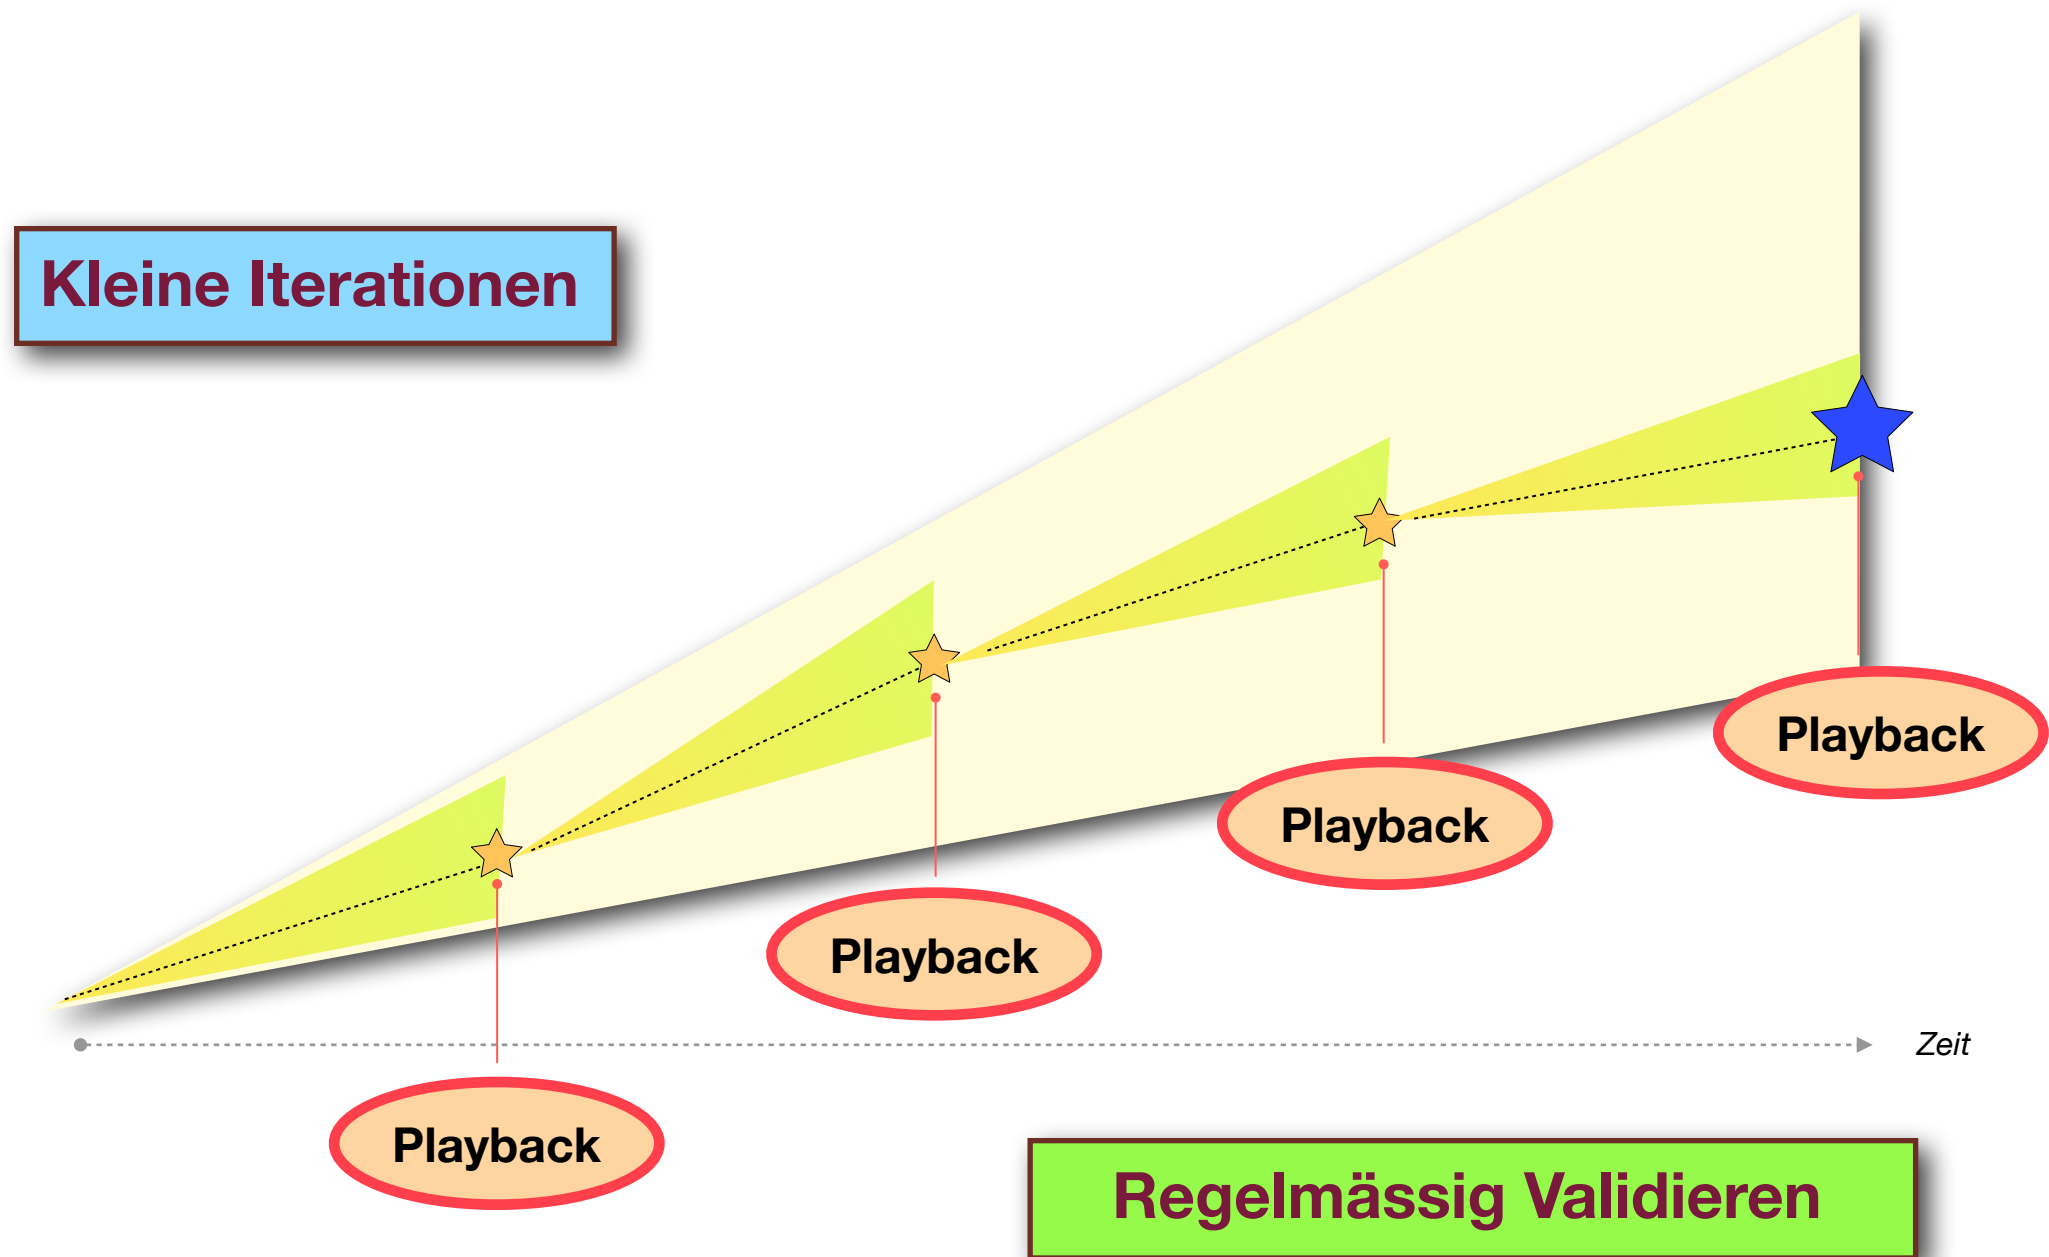 Kleine Iterationen
Playback
Playback
Playback
Playback
Zeit
Regelmässig Validieren